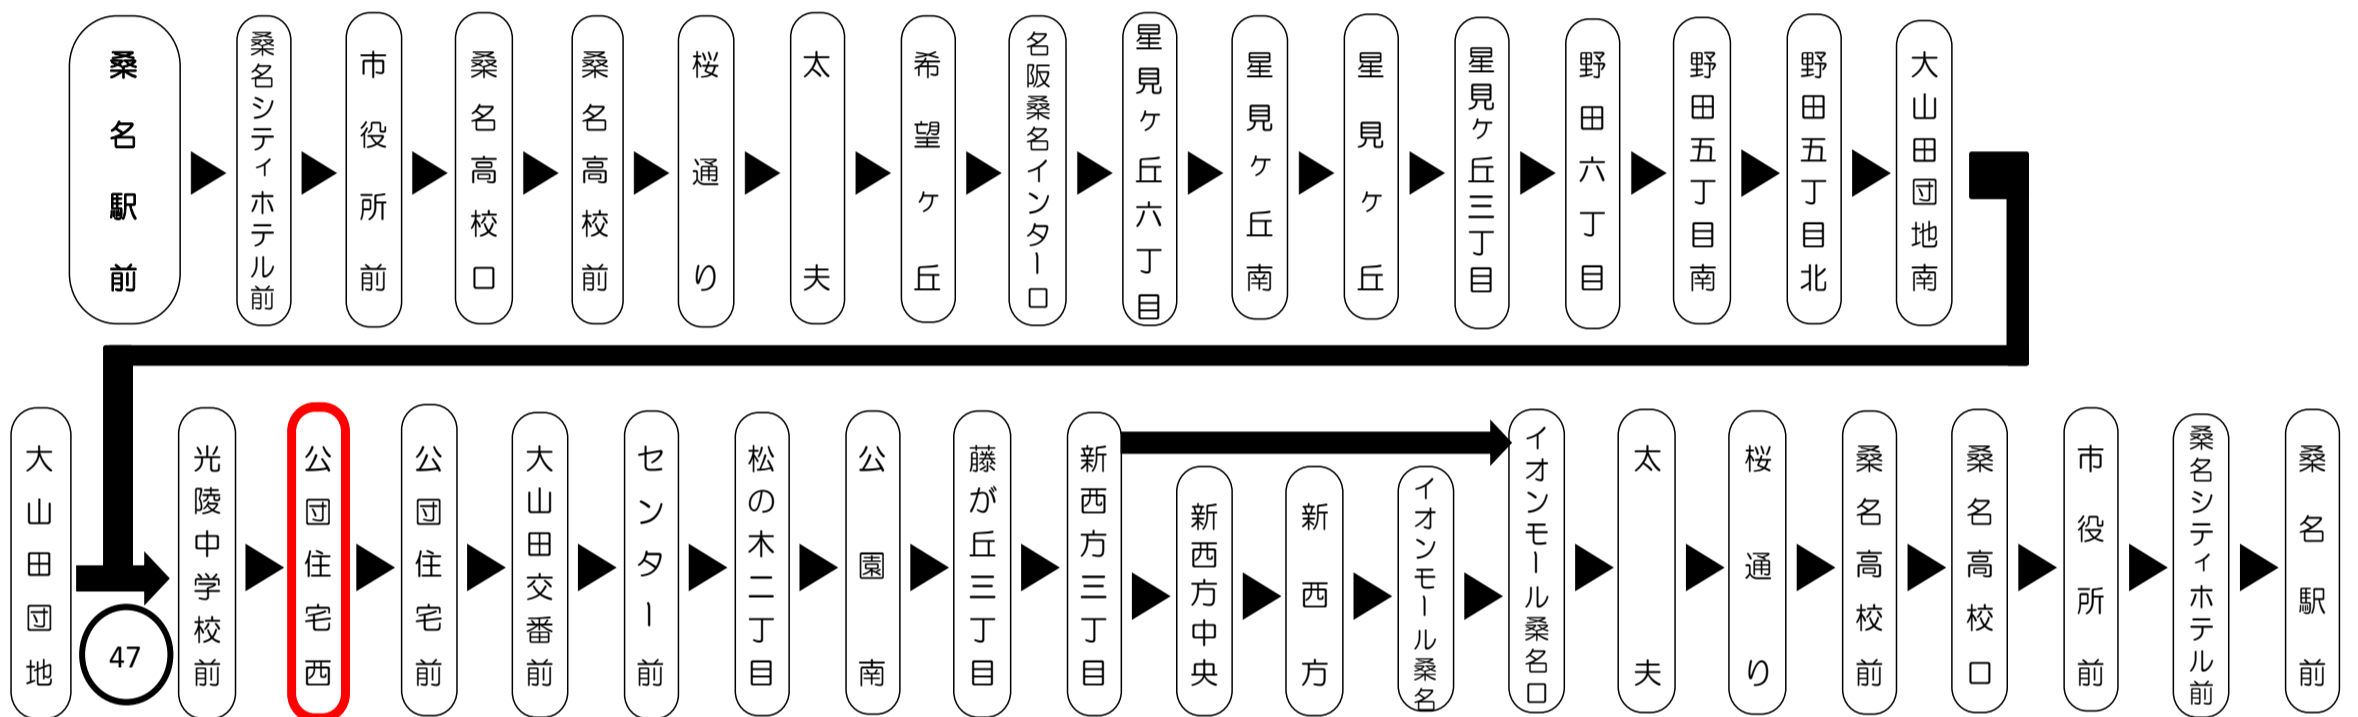 桑名駅前
桑名シティホテル前
市役所前
桑名高校口
桑名高校前
桜通り
太夫
希望ケ丘
名阪桑名インター口
星見ケ丘六丁目
星見ケ丘南
星見ケ丘
星見ケ丘三丁目
野田六丁目
野田五丁目南
野田五丁目北
大山田団地南
大山田団地
47
光陵中学校前
公団住宅西
公団住宅前
大山田交番前
センター前
松の木二丁目
公園南
藤が丘三丁目
新西方三丁目
新西方中央
新西方
イオンモール桑名
イオンモール桑名口
太夫
桜通り
桑名高校前
桑名高校口
市役所前
桑名シティホテル前
桑名駅前